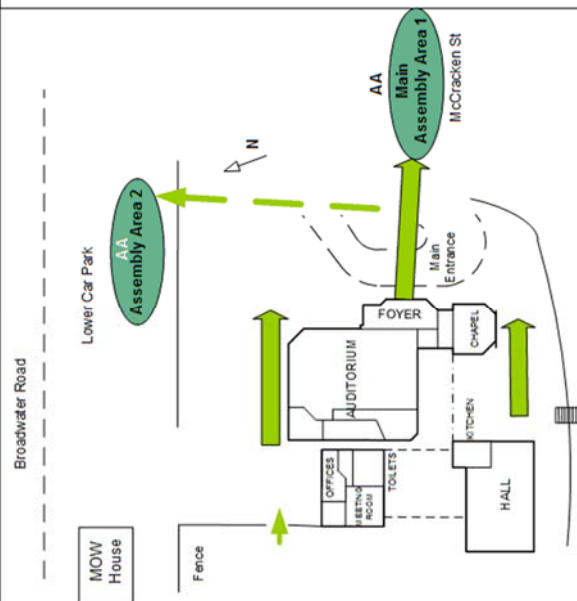 Broadwater Road
MOW
House
Fence
Lower Car Park
AA
Assembly Area 2
N
AA
Main
Assembly Area 1
McCracken St
Main
Entrance
FOYER
CHAPEL
AUDITORIUM
KITCHEN
OFFICES
MEETING
ROOM
TOILETS
HALL